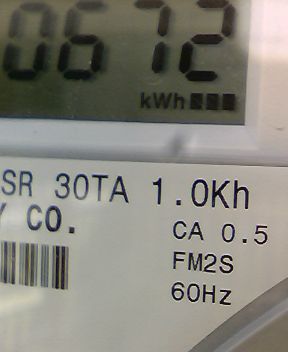 0672
kWh
SR 30TA 1.0Kh
Y CO.
CA 0.5
FM2S
60Hz